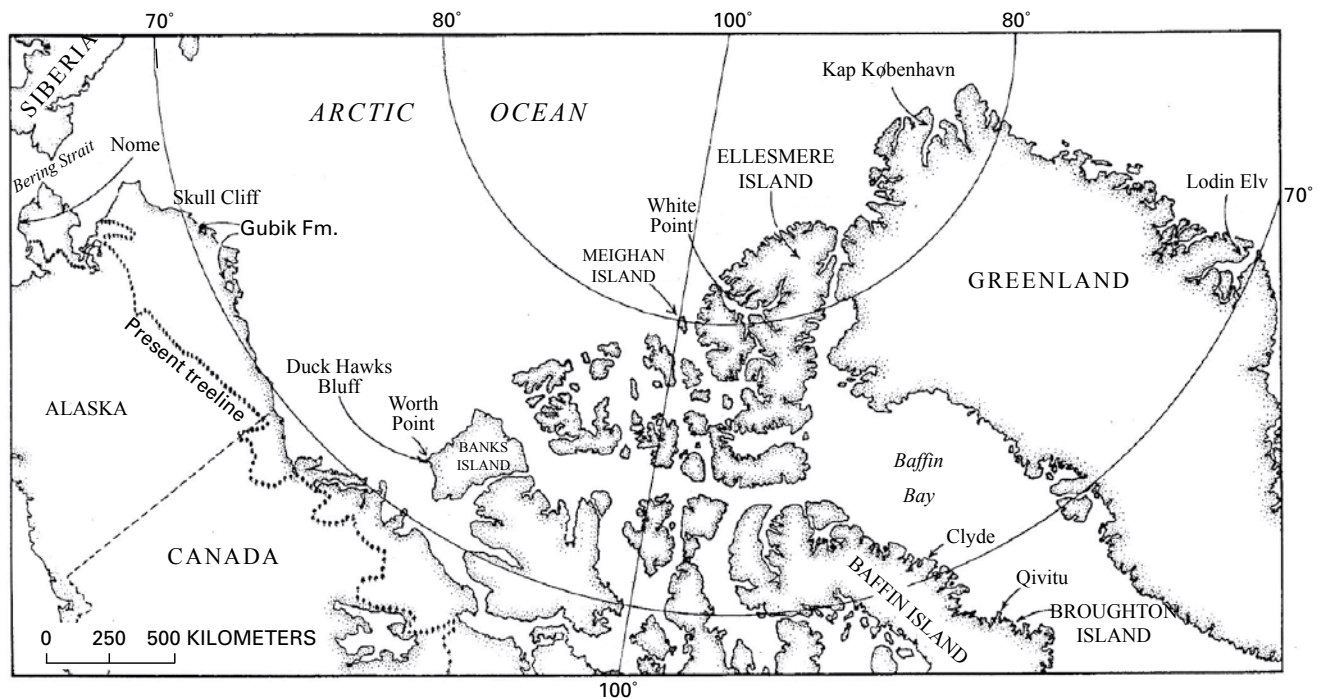 70°
80°
100°
80°
SIBERIA
Bering Strait
Nome
ARCTIC OCEAN
Kap København
ELLESMERE
ISLAND
Lodin Elv
70°
Skull Cliff
Gubik Fm.
White
Point
MEIGHAN
ISLAND
GREENLAND
Present treeline
Duck Hawks
Bluff
Worth
Point
ALASKA
BANKS
ISLAND
Baffin
Bay
CANADA
Clyde
BAFFIN ISLAND
Qivitu
BROUGHTON
ISLAND
0 250 500 KILOMETERS
100°